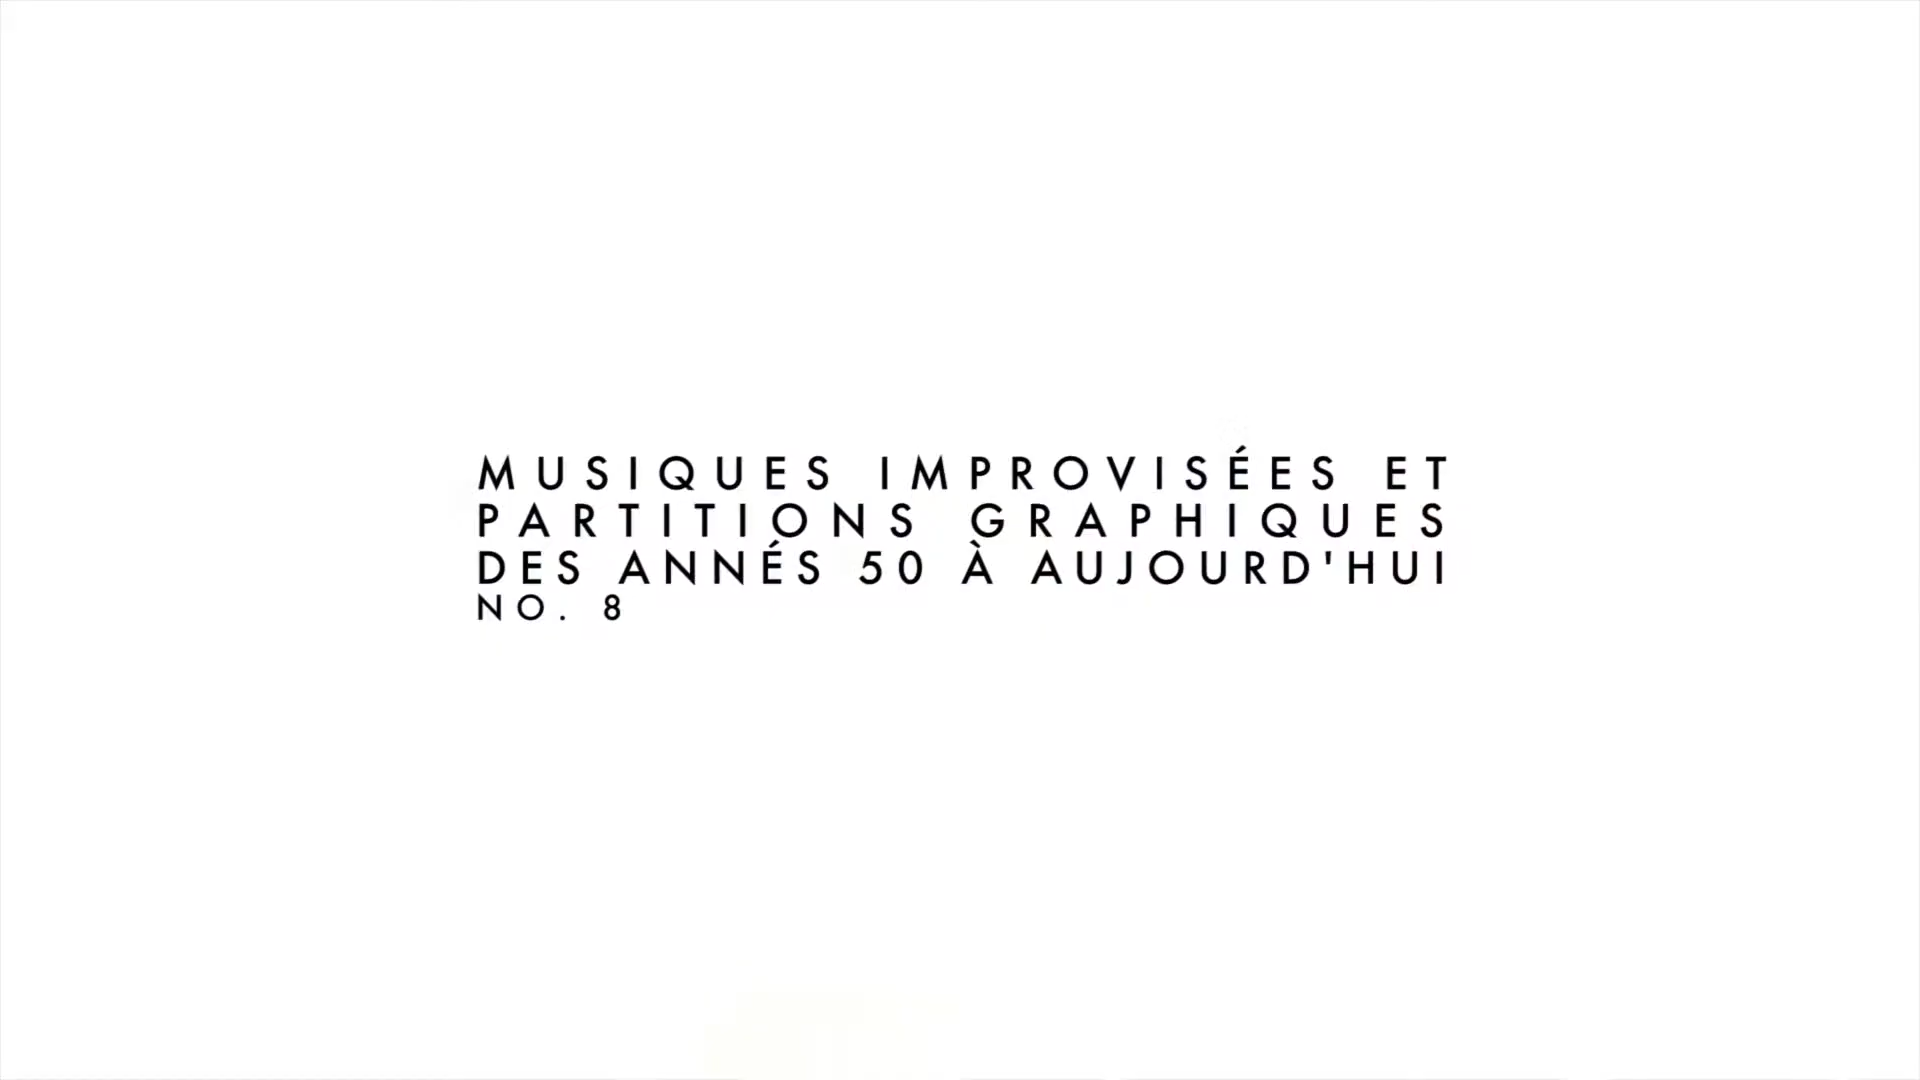 MUSIQUES IMPROVISÉES ET
PARTITIONS GRAPHIQUES
DES ANNÉS 50 À AUJOURD'HUI
NO. 8